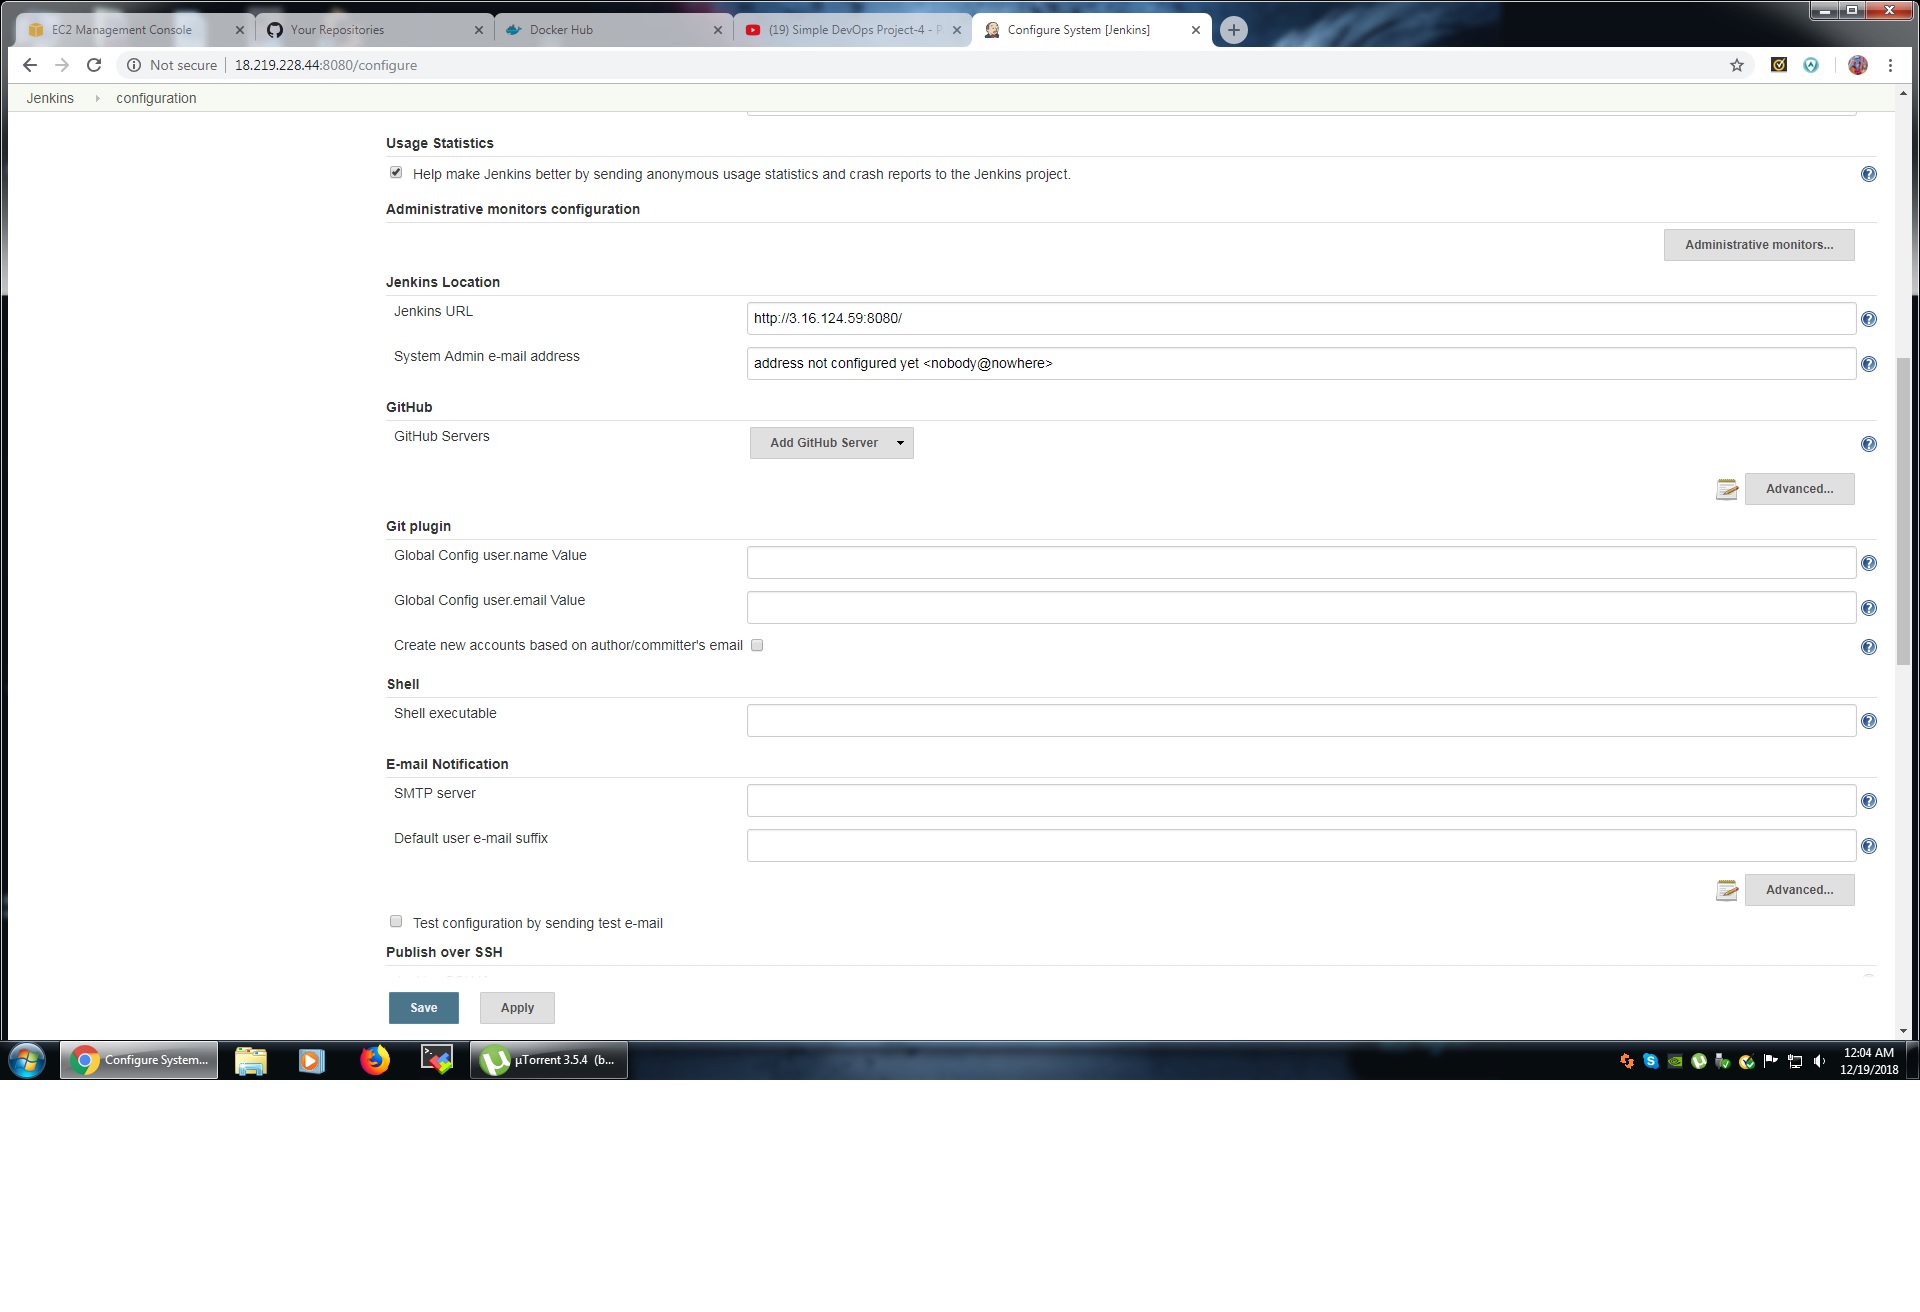 EC2 Management Console
Your Repositories
Docker Hub
(19) Simple DevOps Project-4 - P
Configure System [Jenkins]
Not secure
18.219.228.44:8080/configure
Jenkins
configuration
Usage Statistics
Help make Jenkins better by sending anonymous usage statistics and crash reports to the Jenkins project.
Administrative monitors configuration
Administrative monitors...
Jenkins Location
Jenkins URL
http://3.16.124.59:8080/
System Admin e-mail address
address not configured yet <nobody@nowhere>
GitHub
GitHub Servers
Add GitHub Server
Advanced...
Git plugin
Global Config user.name Value
Global Config user.email Value
Create new accounts based on author/committer's email
Shell
Shell executable
E-mail Notification
SMTP server
Default user e-mail suffix
Advanced...
Test configuration by sending test e-mail
Publish over SSH
Save
Apply
Configure System...
µTorrent 3.5.4 (b...
12:04 AM
12/19/2018